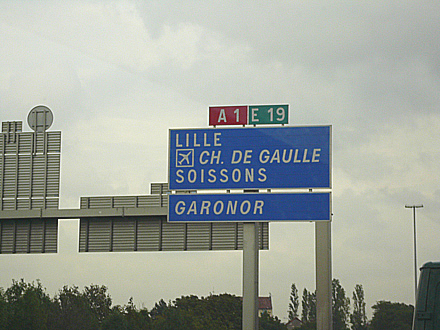 A 1 E 19
LILLE
CH. DE GAULLE
SOISSONS
GARONOR